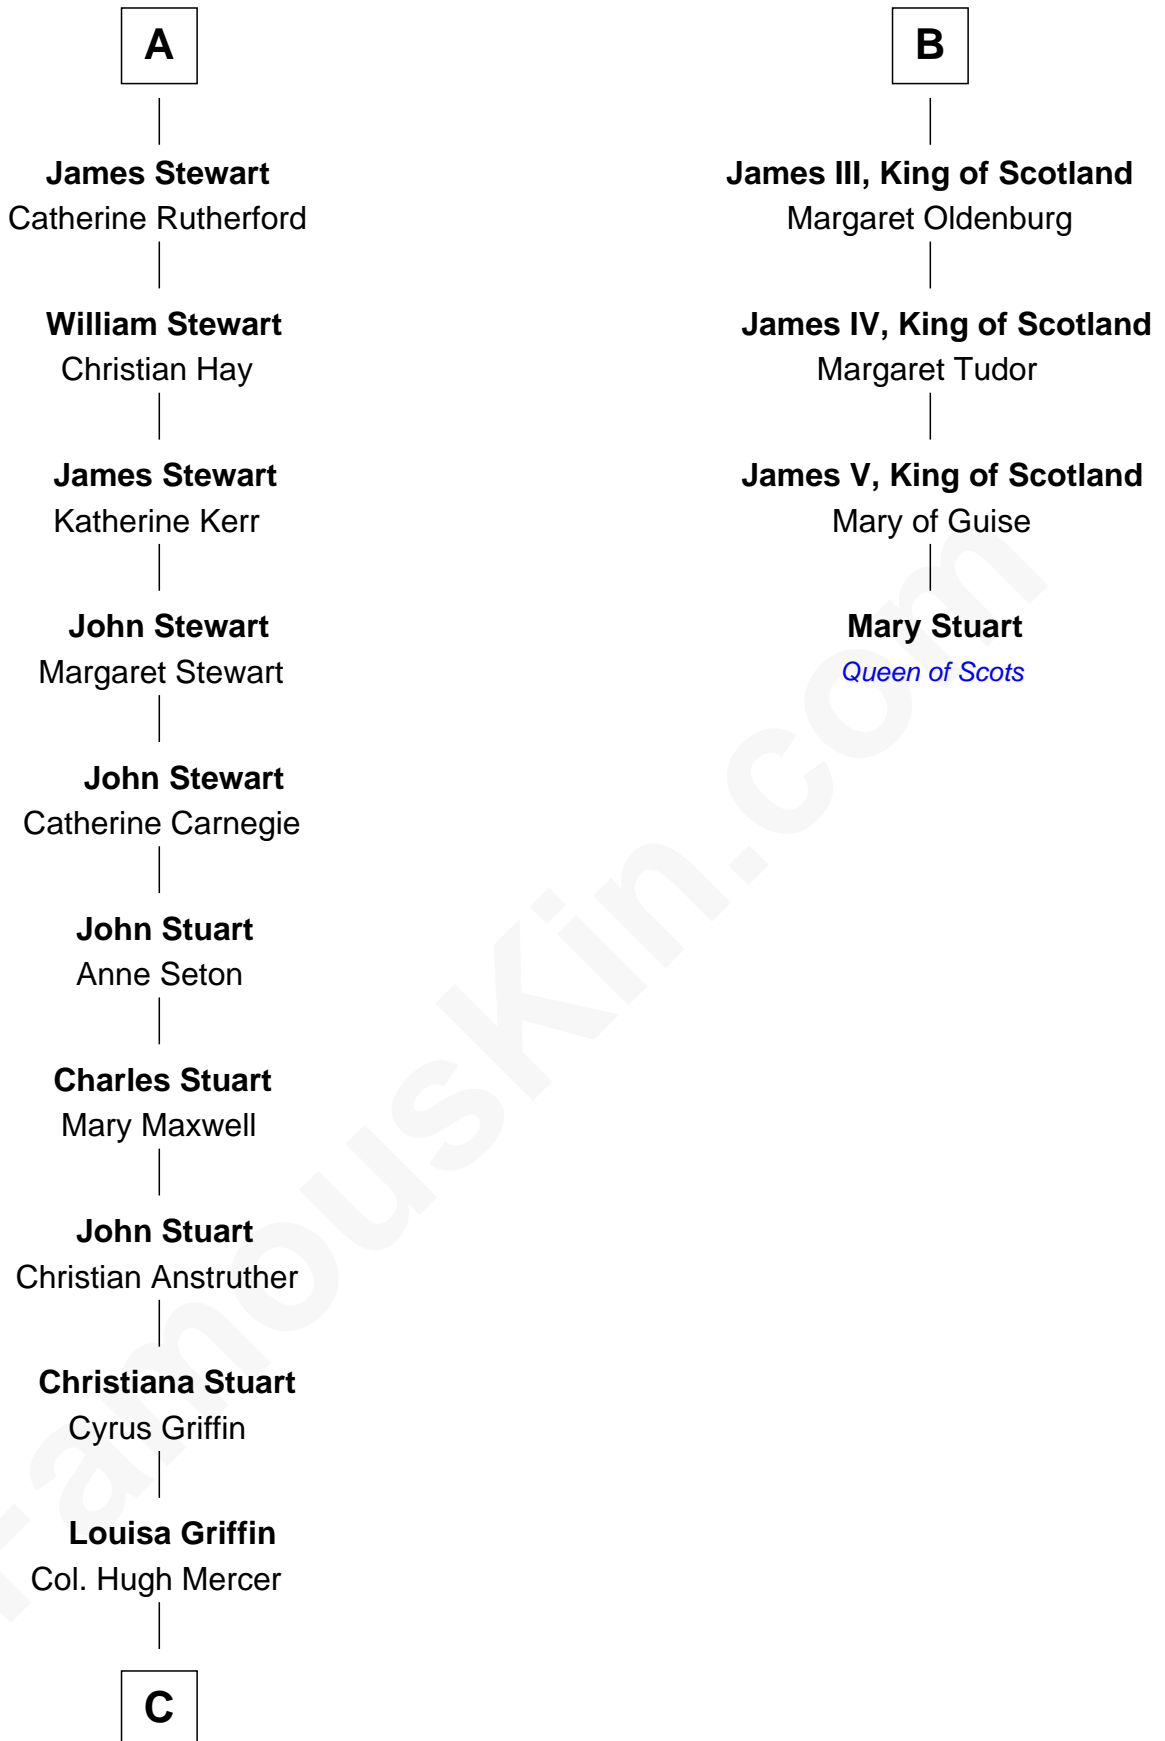 A
James Stewart
Catherine Rutherford
William Stewart
Christian Hay
James Stewart
Katherine Kerr
John Stewart
Margaret Stewart
John Stewart
Catherine Carnegie
John Stuart
Anne Seton
Charles Stuart
Mary Maxwell
John Stuart
Christian Anstruther
Christiana Stuart
Cyrus Griffin
Louisa Griffin
Col. Hugh Mercer
C
B
James III, King of Scotland
Margaret Oldenburg
James IV, King of Scotland
Margaret Tudor
James V, King of Scotland
Mary of Guise
Mary Stuart
Queen of Scots
FamousKin.com